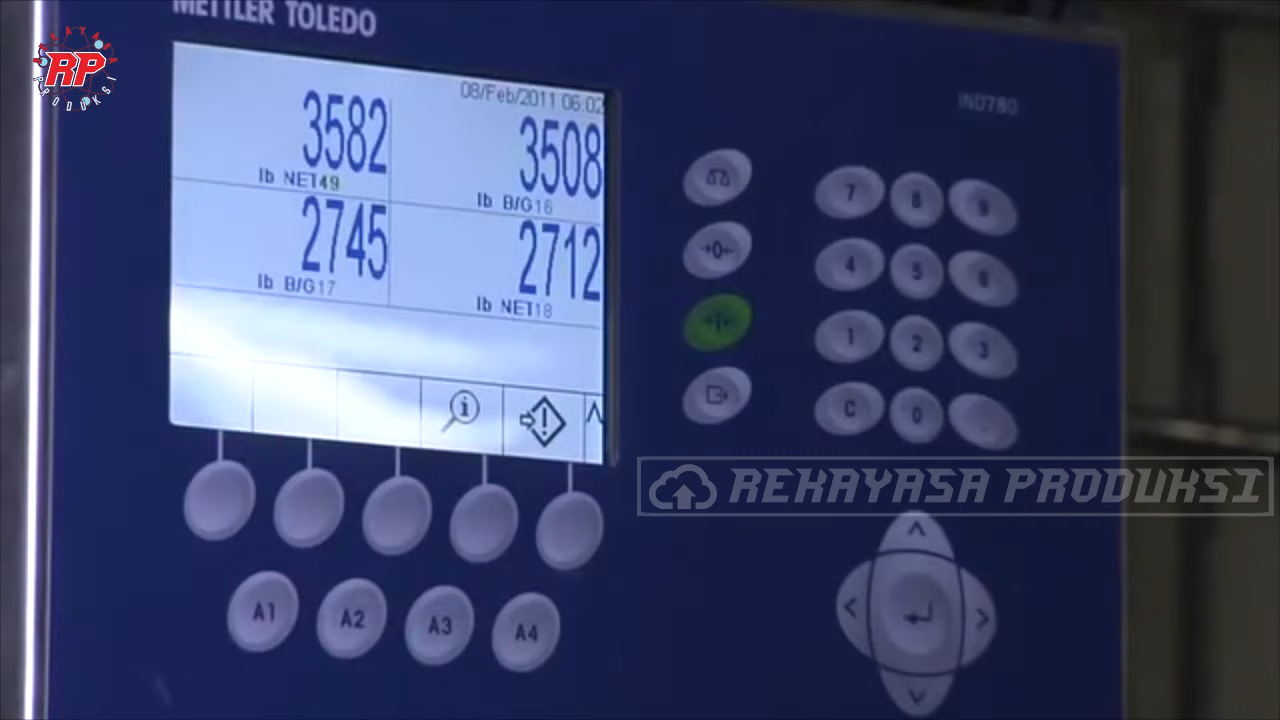 METTLER TOLEDO
REKAYASA
RP
PRODUKSI
IND780
08/Feb/2011 06:02
3582
3508
lb NET49
lb B/G16
2745
2712
lb B/G17
lb NET18
7 8 9
→0←
4 5 6
1 2 3
C 0
REKAYASA PRODUKSI
A1 A2 A3 A4